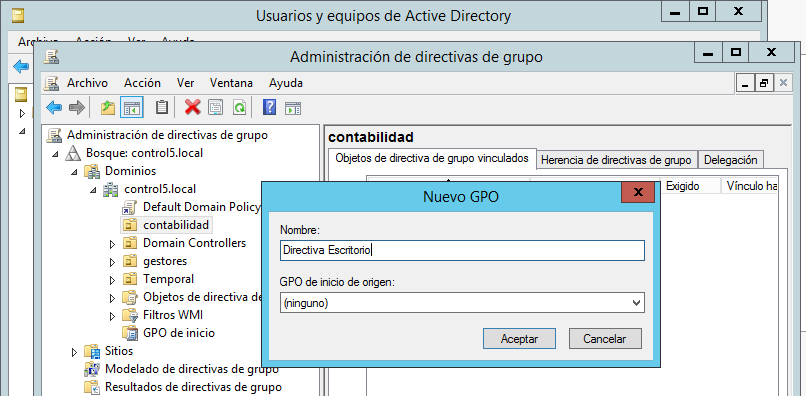 Usuarios y equipos de Active Directory
Archivo Acción Ver Ayuda
Administración de directivas de grupo
Archivo Acción Ver Ventana Ayuda
Administración de directivas de grupo
Bosque: control5.local
Dominios
control5.local
Default Domain Policy
contabilidad
Domain Controllers
gestores
Temporal
Objetos de directiva de
Filtros WMI
GPO de inicio
Sitios
Modelado de directivas de grupo
Resultados de directivas de grupo
contabilidad
Objetos de directiva de grupo vinculados Herencia de directivas de grupo Delegación
Exigido Vínculo ha
Nuevo GPO
Nombre:
Directiva Escritorio
GPO de inicio de origen:
(ninguno)
Aceptar Cancelar